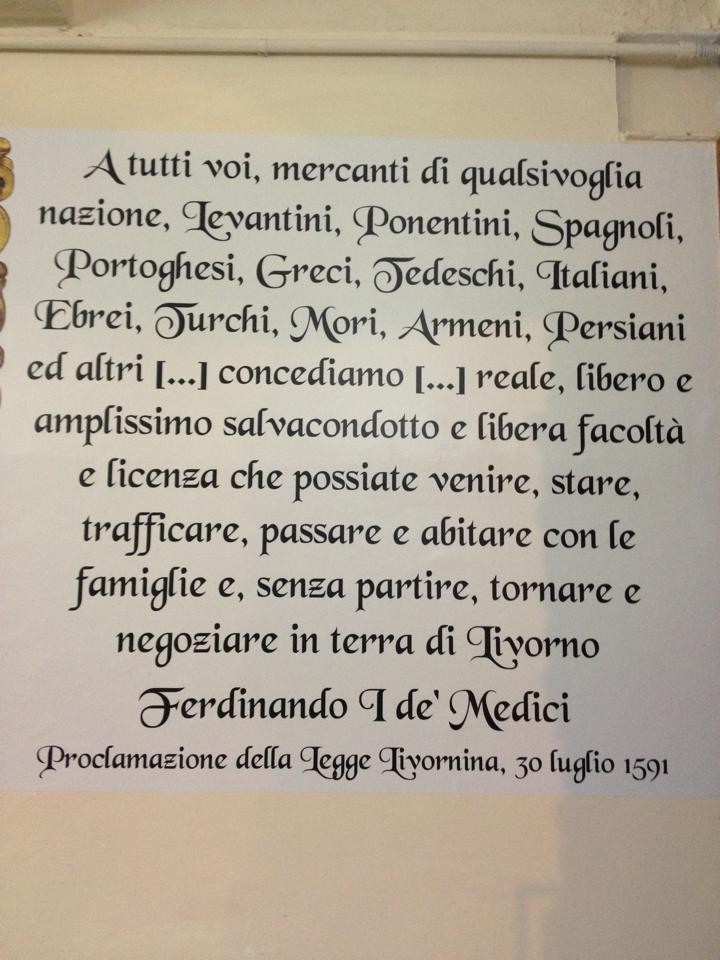 A tutti voi, mercanti di qualsivoglia
nazione, Levantini, Ponentini, Spagnoli,
Portoghesi, Greci, Tedeschi, Italiani,
Ebrei, Turchi, Mori, Armeni, Persiani
ed altri [...] concediamo [...] reale, libero e
amplissimo salvacondotto e libera facoltà
e licenza che possiate venire, stare,
trafficare, passare e abitare con le
famiglie e, senza partire, tornare e
negoziare in terra di Livorno
Ferdinando I de' Medici
Proclamazione della Legge Livornina, 30 luglio 1591